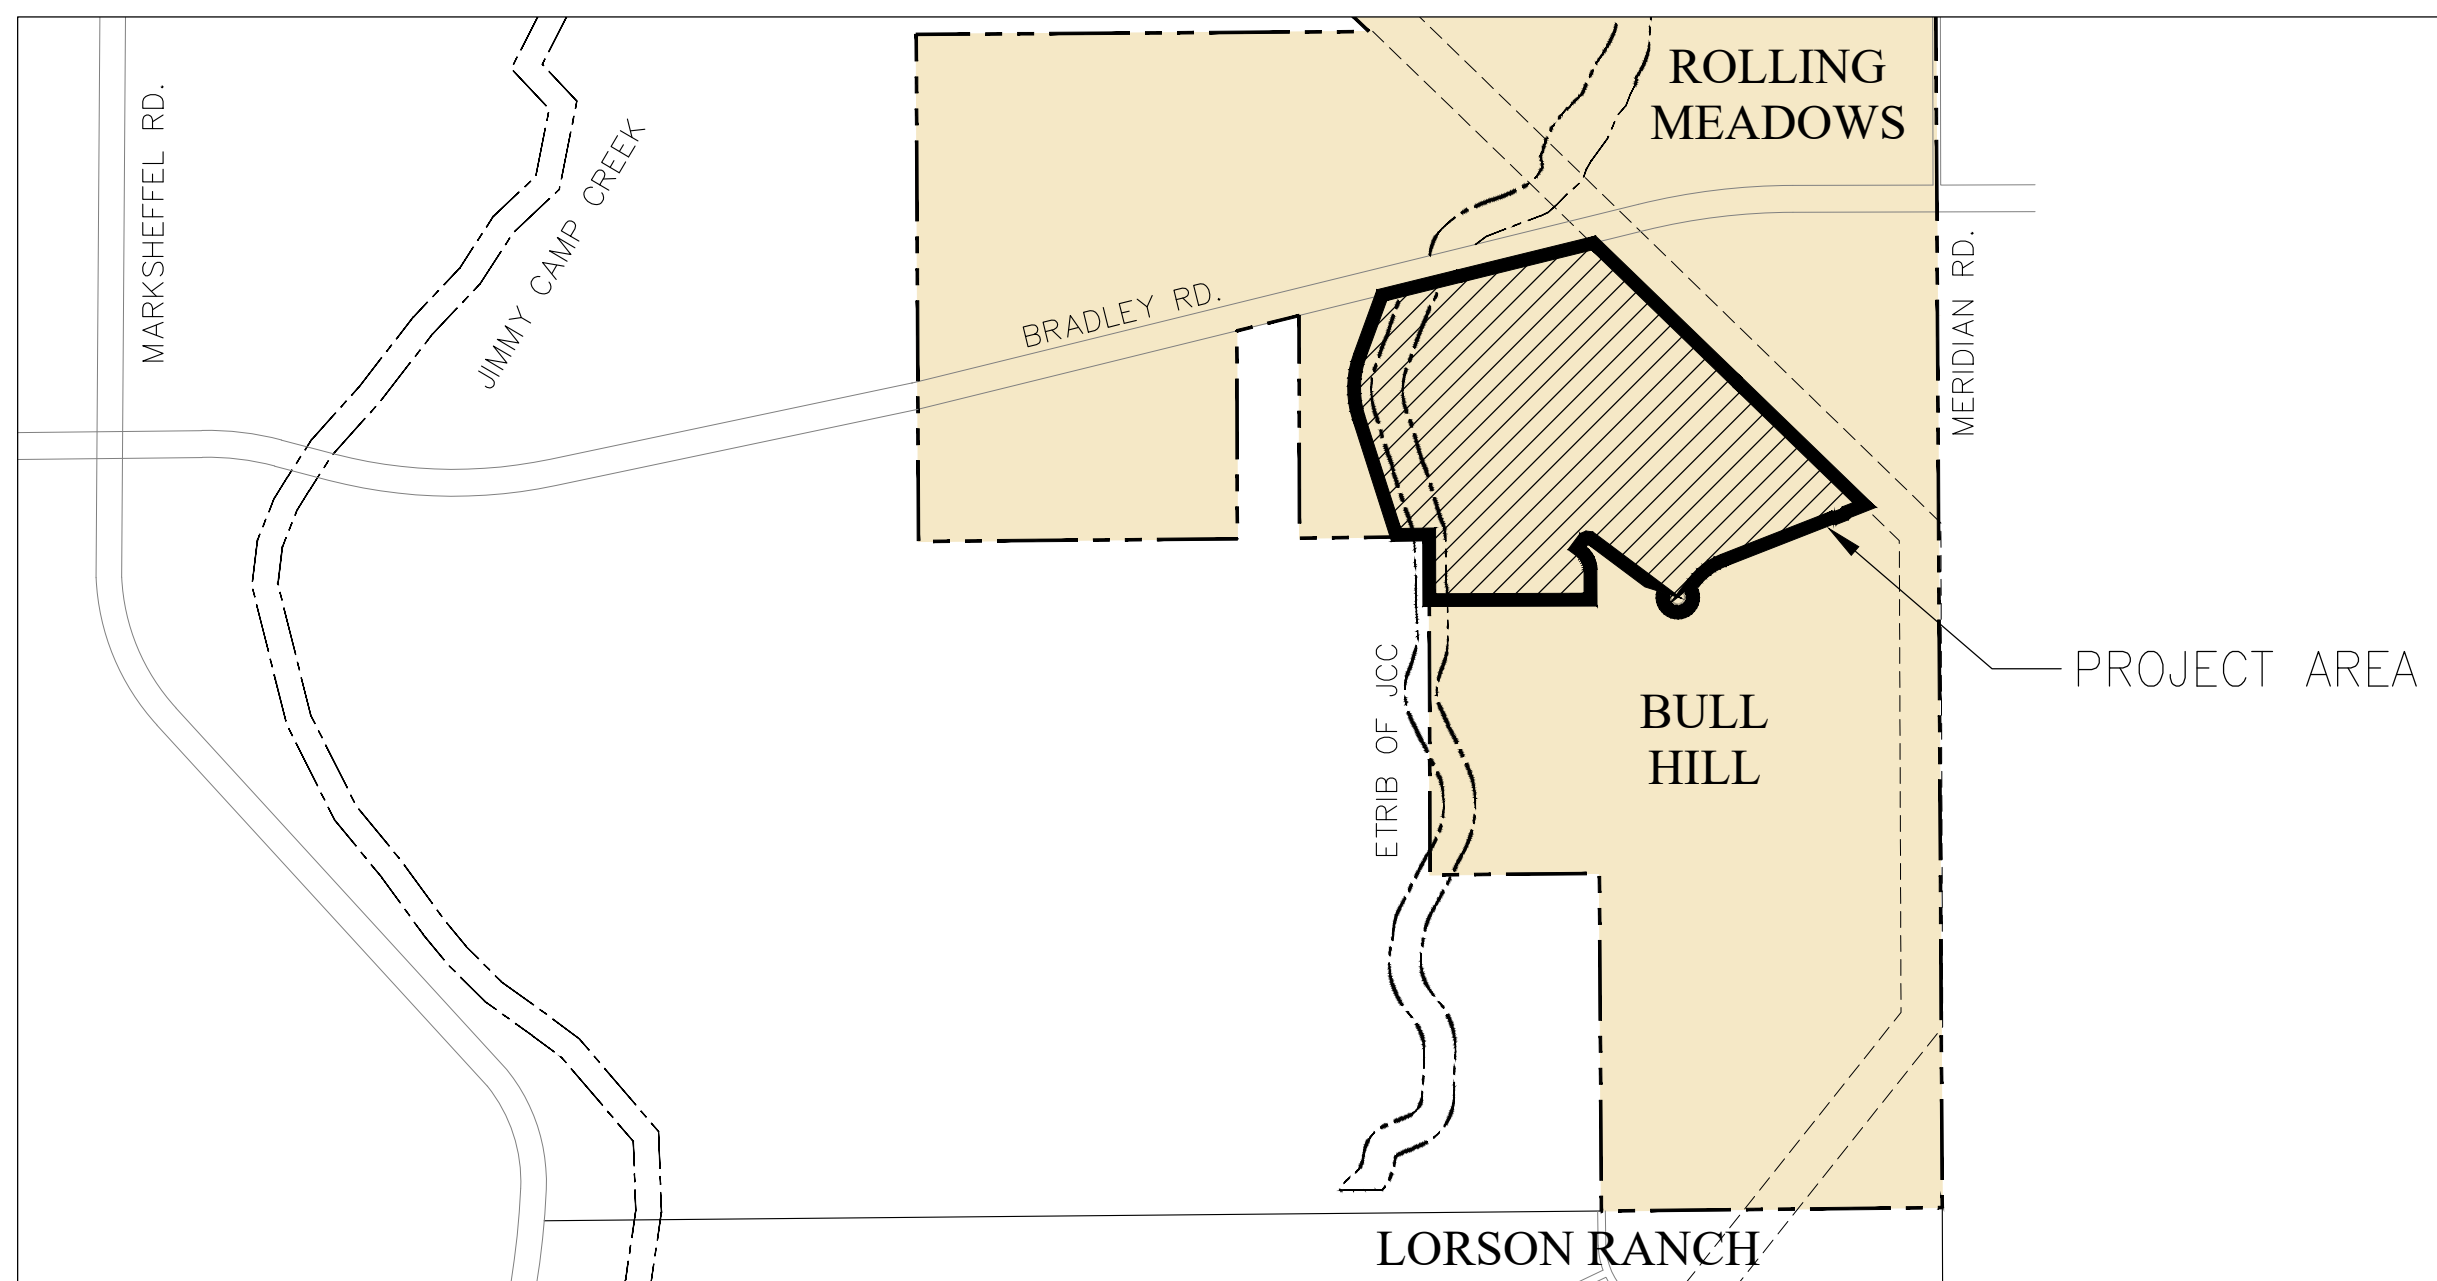 ROLLING
MEADOWS
MARKSHEFFEL RD.
JIMMY CAMP CREEK
BRADLEY RD.
MERIDIAN RD.
PROJECT AREA
ETRIB OF JCC
BULL
HILL
LORSON RANCH